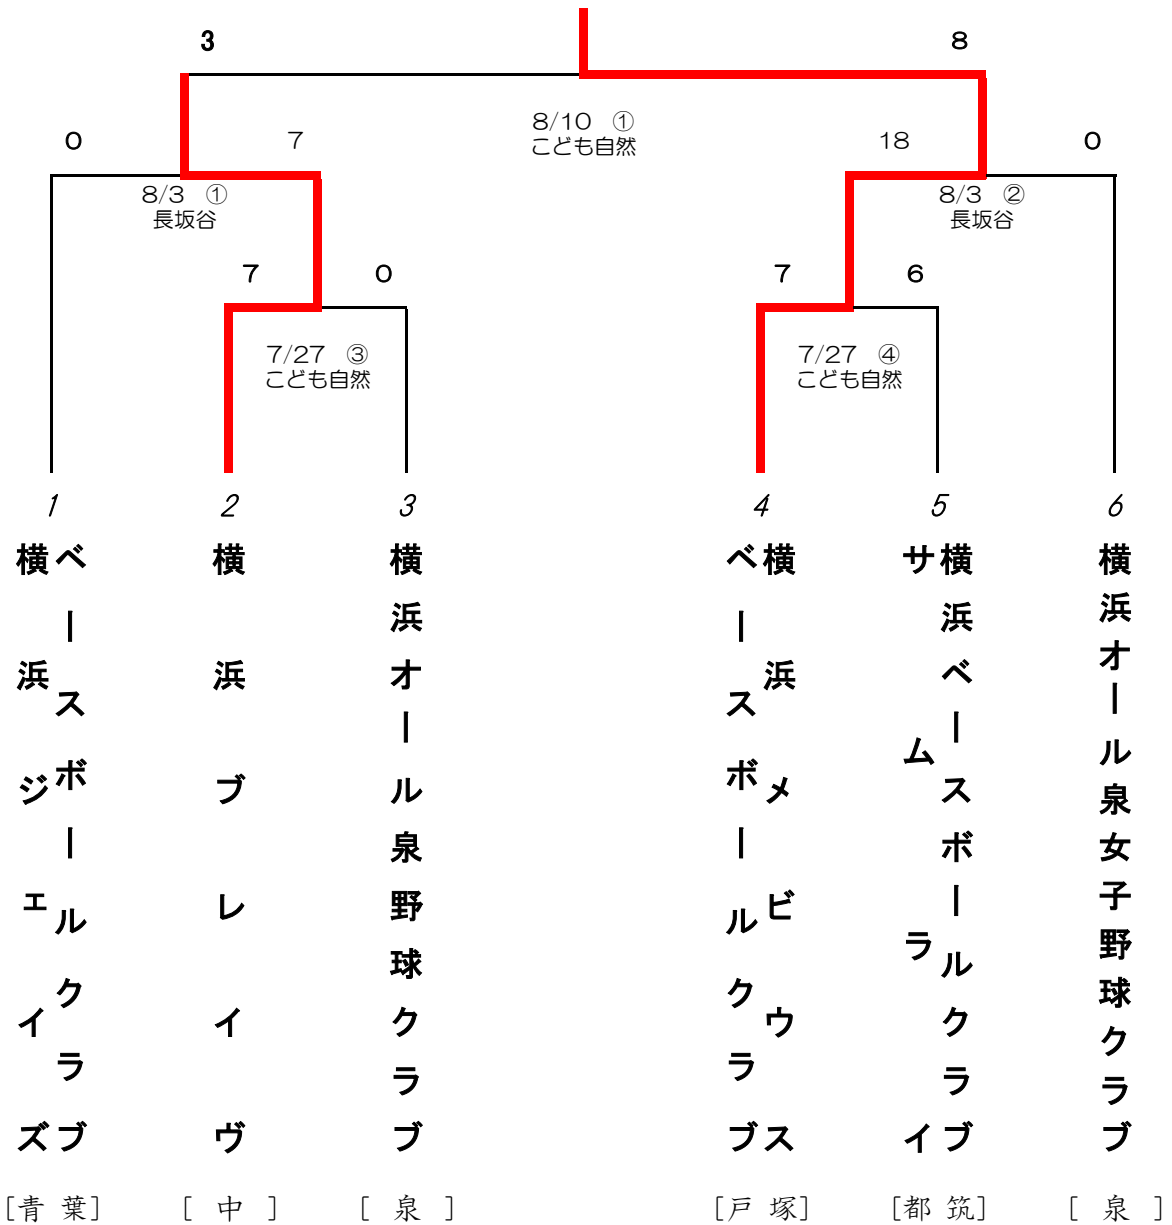 3
8
8/10 ①
こども自然
0
7
18
0
8/3 ①
長坂谷
8/3 ②
長坂谷
7
0
7
6
7/27 ③
こども自然
7/27 ④
こども自然
1
2
3
4
5
6
横浜ジェイズ
ベースボールクラブ
横浜ブレイヴ
横浜オール泉野球クラブ
横浜メビウス
ベースボールクラブ
横浜ベースボールクラブ
サムライ
横浜オール泉女子野球クラブ
[青 葉]
[ 中 ]
[ 泉 ]
[戸 塚]
[都 筑]
[ 泉 ]